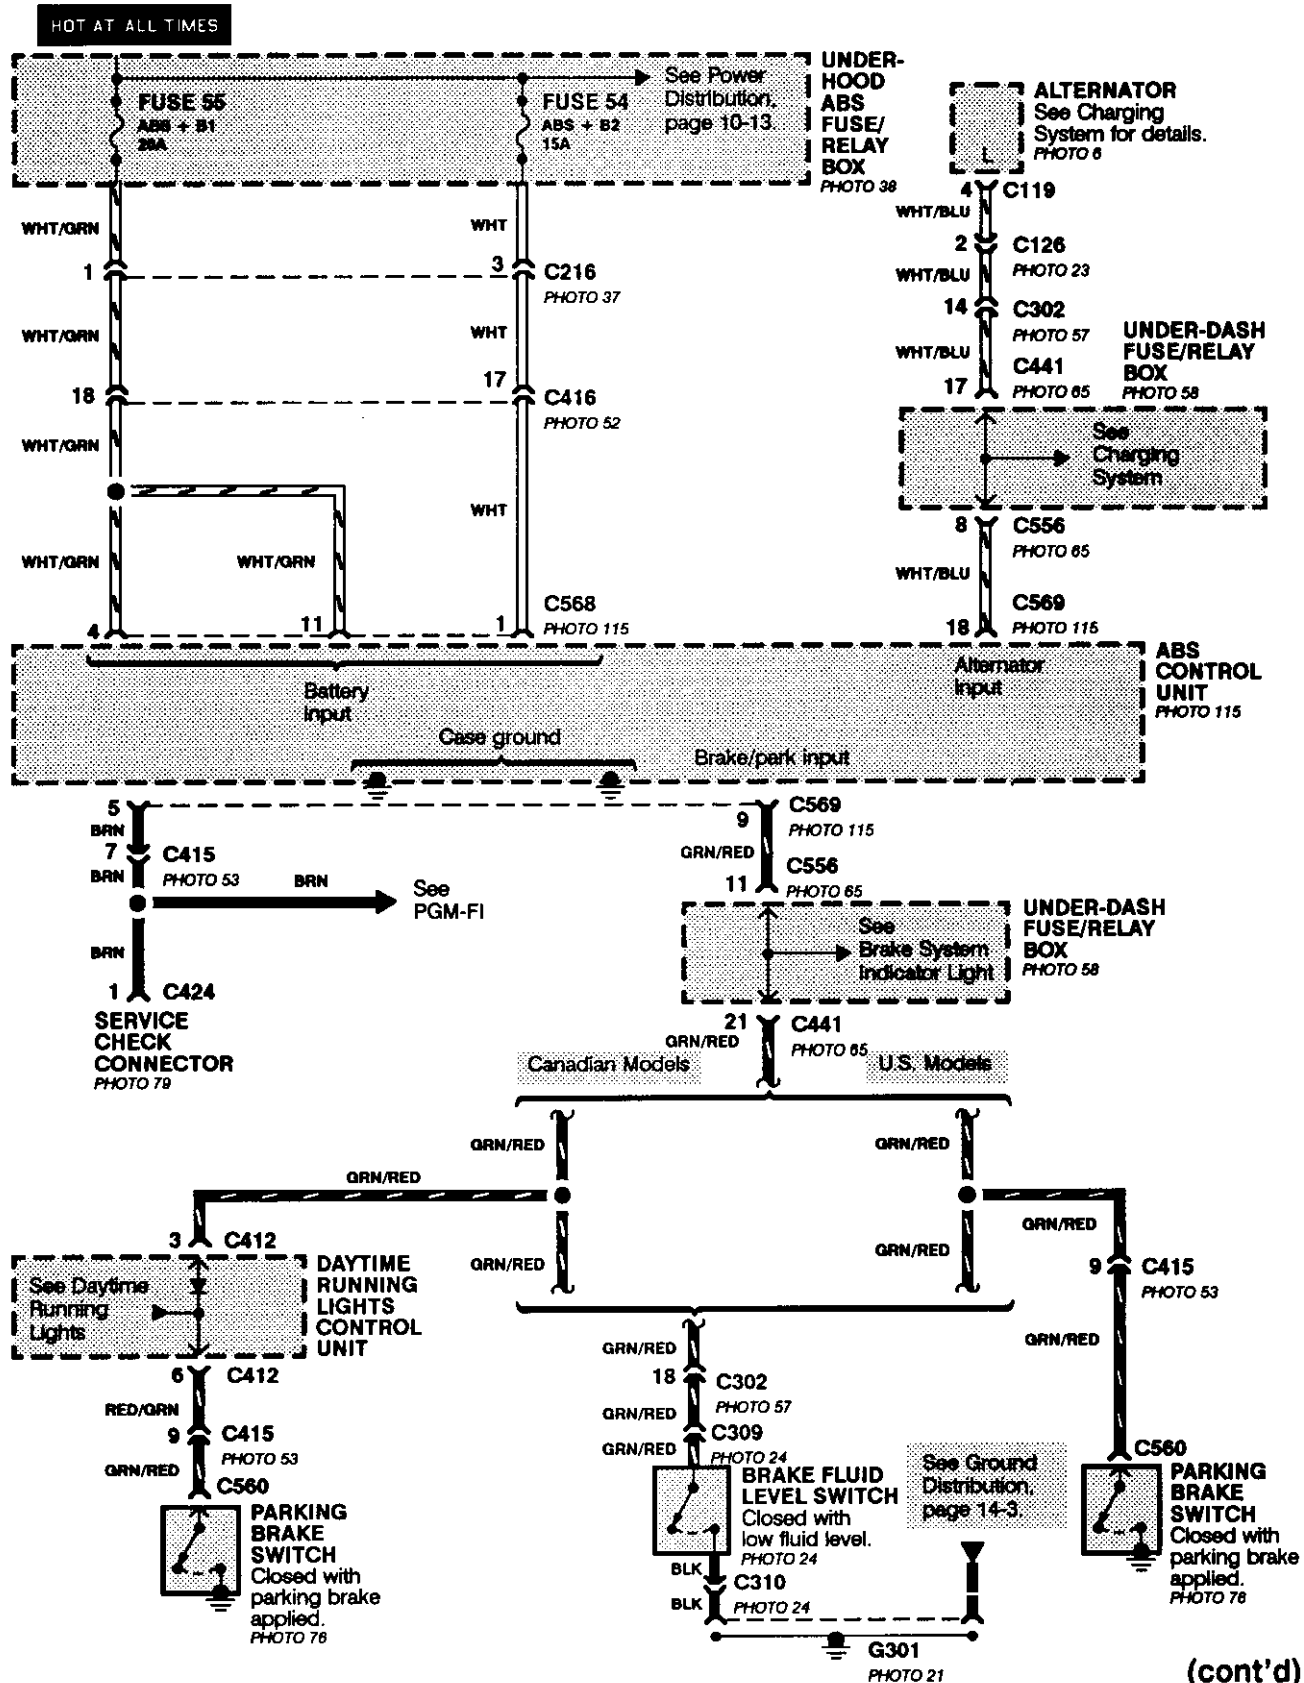 HOT AT ALL TIMES
UNDER-
HOOD
ABS
FUSE/
RELAY
BOX
PHOTO 38
See Power
Distribution,
page 10-13.
FUSE 55
ABS + B1
20A
FUSE 54
ABS + B2
15A
ALTERNATOR
See Charging
System for details.
PHOTO 6
L
4
C119
WHT/BLU
2
C126
PHOTO 23
WHT/BLU
14
C302
PHOTO 57
WHT/BLU
C441
17
PHOTO 65
UNDER-DASH
FUSE/RELAY
BOX
PHOTO 58
See
Charging
System
8
C556
PHOTO 65
WHT/BLU
C569
18
PHOTO 115
WHT/GRN
WHT
1
3
C216
PHOTO 37
WHT/GRN
WHT
18
17
C416
PHOTO 52
WHT/GRN
WHT
WHT/GRN
WHT/GRN
4
11
1
C568
PHOTO 115
ABS
CONTROL
UNIT
PHOTO 115
Battery
input
Alternator
input
Case ground
Brake/park input
5
BRN
7
C415
PHOTO 53
BRN
BRN
See
PGM-FI
BRN
1
C424
SERVICE
CHECK
CONNECTOR
PHOTO 79
9
C569
PHOTO 115
GRN/RED
C556
11
PHOTO 65
UNDER-DASH
FUSE/RELAY
BOX
PHOTO 58
See
Brake System
Indicator Light
21
C441
GRN/RED
PHOTO 65
Canadian Models
U.S. Models
GRN/RED
GRN/RED
GRN/RED
GRN/RED
GRN/RED
GRN/RED
3
C412
See Daytime
Running
Lights
DAYTIME
RUNNING
LIGHTS
CONTROL
UNIT
6
C412
RED/GRN
9
C415
PHOTO 53
GRN/RED
C560
PARKING
BRAKE
SWITCH
Closed with
parking brake
applied.
PHOTO 76
9
C415
PHOTO 53
GRN/RED
C560
PARKING
BRAKE
SWITCH
Closed with
parking brake
applied.
PHOTO 76
GRN/RED
18
C302
PHOTO 57
GRN/RED
C309
GRN/RED
PHOTO 24
BRAKE FLUID
LEVEL SWITCH
Closed with
low fluid level.
PHOTO 24
See Ground
Distribution,
page 14-3.
BLK
C310
BLK
PHOTO 24
G301
PHOTO 21
(cont'd)